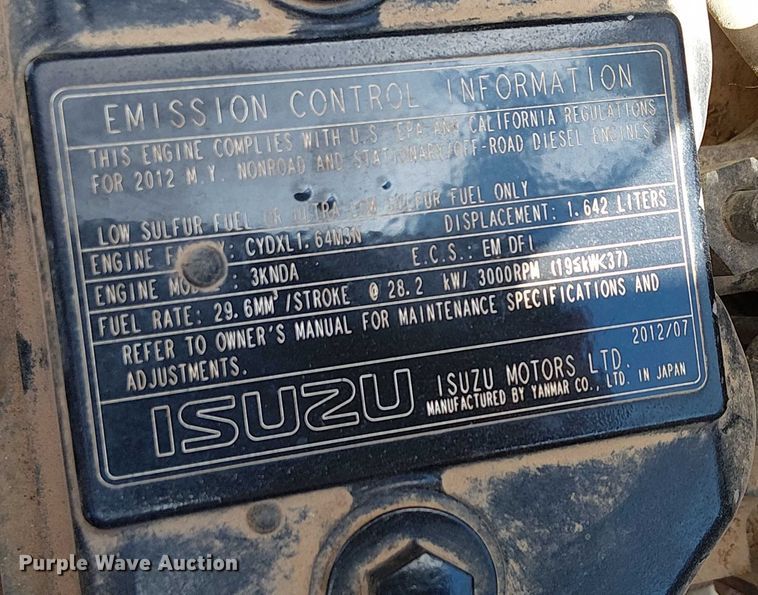 EMISSION CONTROL INFORMATION
THIS ENGINE COMPLIES WITH U.S. EPA AND CALIFORNIA REGULATIONS
FOR 2012 M.Y. NONROAD AND STATIONARY/OFF-ROAD DIESEL ENGINES.
LOW SULFUR FUEL OR ULTRA LOW SULFUR FUEL ONLY
ENGINE CYDXL1.64M3N DISPLACEMENT: 1.642 LITERS
ENGINE : 3KNDA E.C.S.: EM DFI
FUEL RATE: 29.6MM³/STROKE @ 28.2 kW/ 3000RPM (19≤kW<37)
REFER TO OWNER'S MANUAL FOR MAINTENANCE SPECIFICATIONS AND
ADJUSTMENTS.
2012/07
ISUZU ISUZU MOTORS LTD.
MANUFACTURED BY YANMAR CO., LTD. IN JAPAN
Purple Wave Auction